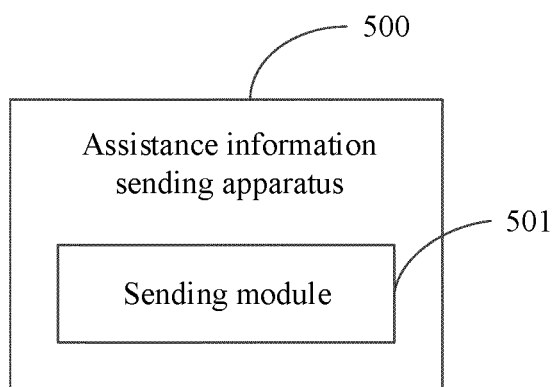 500
Assistance information
sending apparatus
501
Sending module